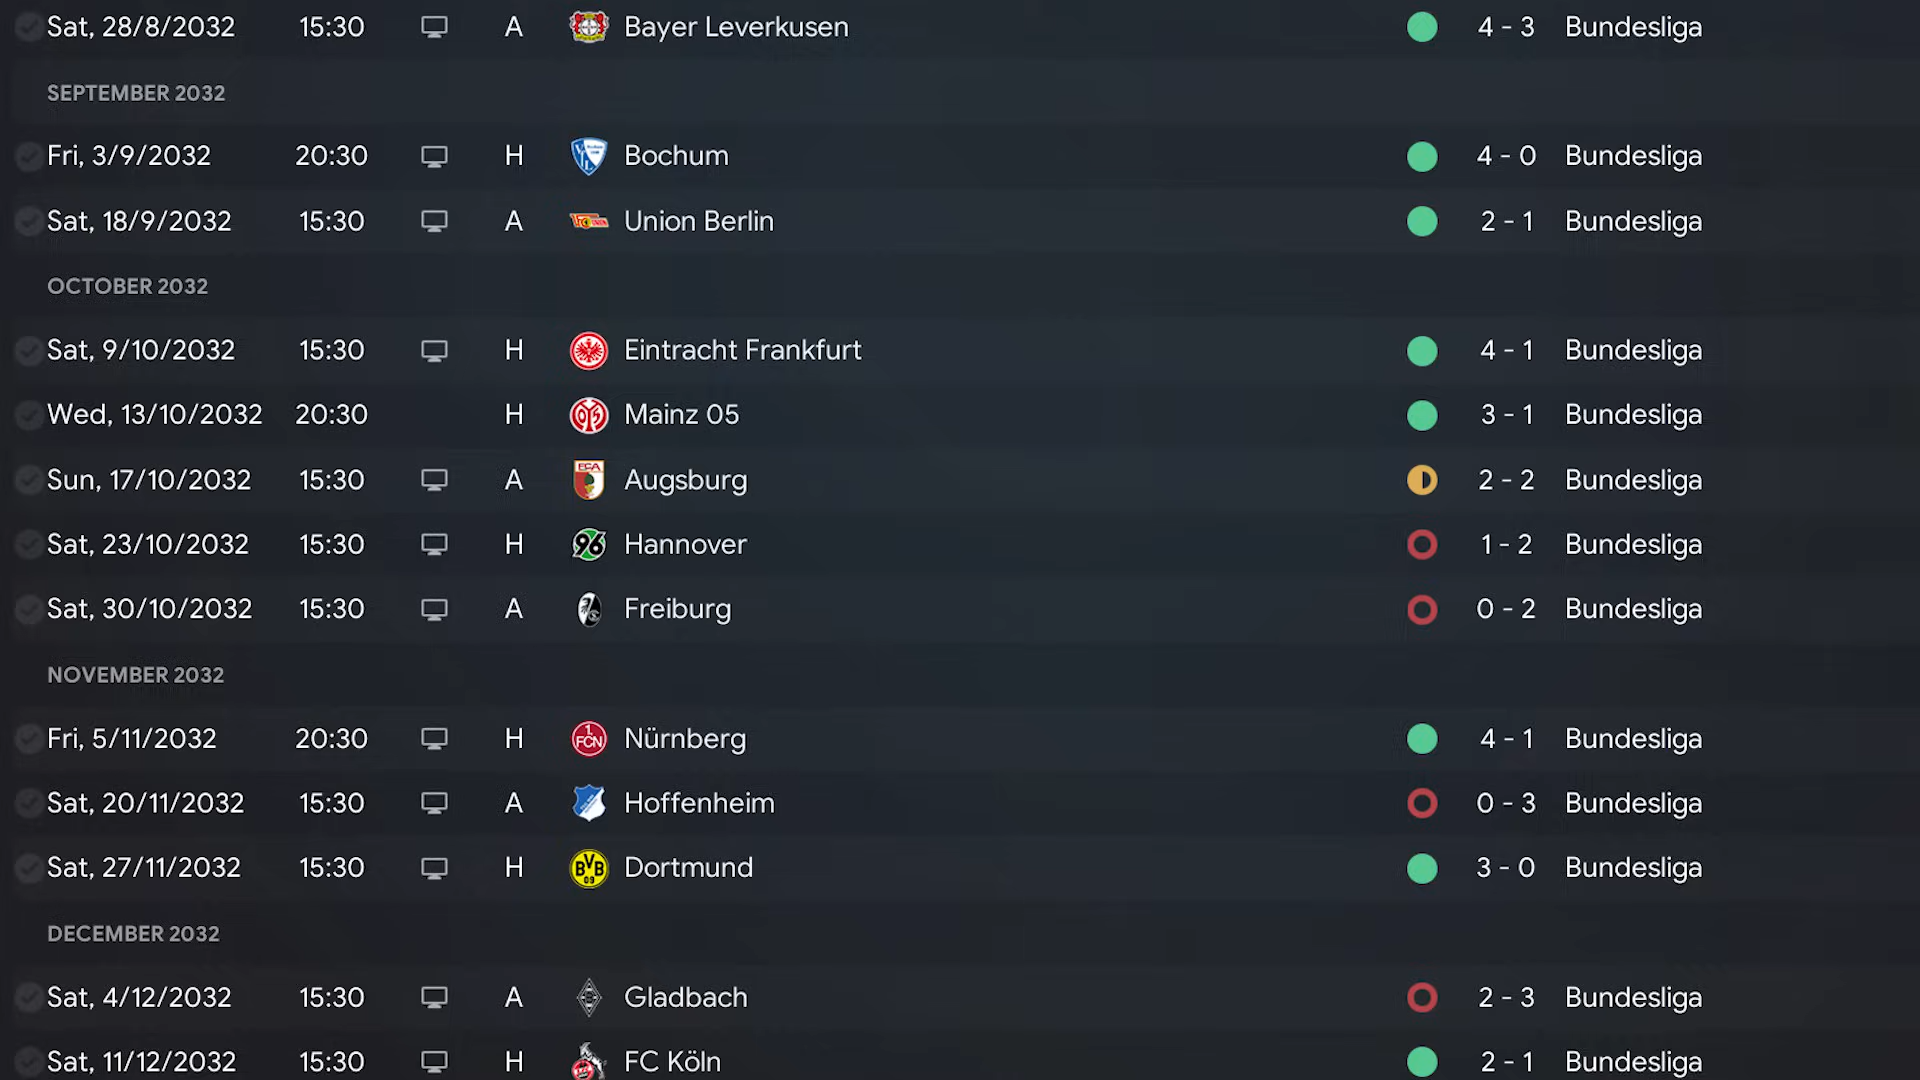 Sat, 28/8/2032 15:30 A Bayer Leverkusen 4 - 3 Bundesliga
SEPTEMBER 2032
Fri, 3/9/2032 20:30 H Bochum 4 - 0 Bundesliga
Sat, 18/9/2032 15:30 A Union Berlin 2 - 1 Bundesliga
OCTOBER 2032
Sat, 9/10/2032 15:30 H Eintracht Frankfurt 4 - 1 Bundesliga
Wed, 13/10/2032 20:30 H Mainz 05 3 - 1 Bundesliga
Sun, 17/10/2032 15:30 A FCA Augsburg 2 - 2 Bundesliga
Sat, 23/10/2032 15:30 H 96 Hannover 1 - 2 Bundesliga
Sat, 30/10/2032 15:30 A Freiburg 0 - 2 Bundesliga
NOVEMBER 2032
Fri, 5/11/2032 20:30 H 1. FCN Nürnberg 4 - 1 Bundesliga
Sat, 20/11/2032 15:30 A Hoffenheim 0 - 3 Bundesliga
Sat, 27/11/2032 15:30 H BVB 09 Dortmund 3 - 0 Bundesliga
DECEMBER 2032
Sat, 4/12/2032 15:30 A Gladbach 2 - 3 Bundesliga
Sat, 11/12/2032 15:30 H FC Köln 2 - 1 Bundesliga